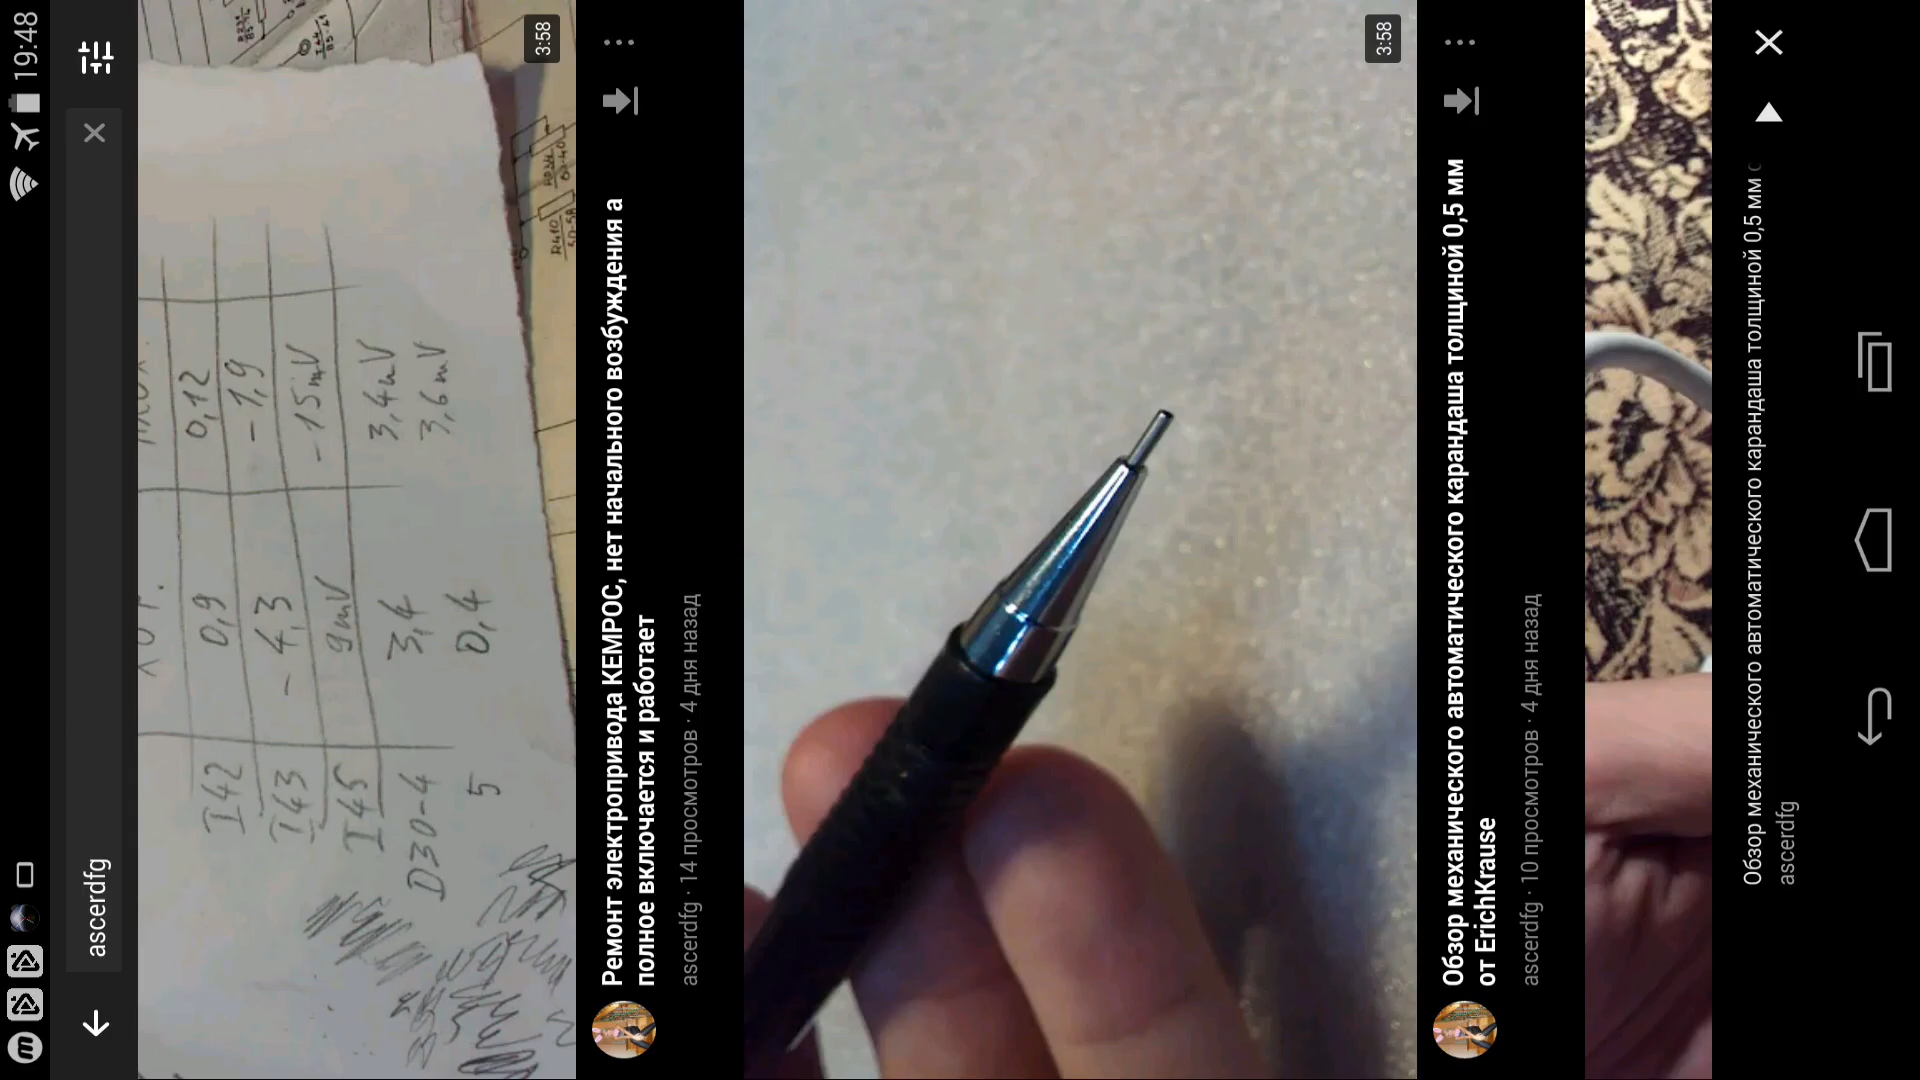 19:48
ascerdfg
0,9 0,12
I42
-4,3 -1,9
I43
9mV -15mV
I45
3,4 3,4mV
D30-4
0,4 3,6mV
5
R410
50-58
3:58
Ремонт электропривода КЕМРОС, нет начального возбуждения а
полное включается и работает
ascerdfg · 14 просмотров · 4 дня назад
3:58
Обзор механического автоматического карандаша толщиной 0,5 мм
от ErichKrause
ascerdfg · 10 просмотров · 4 дня назад
Обзор механического автоматического карандаша толщиной 0,5 мм
ascerdfg